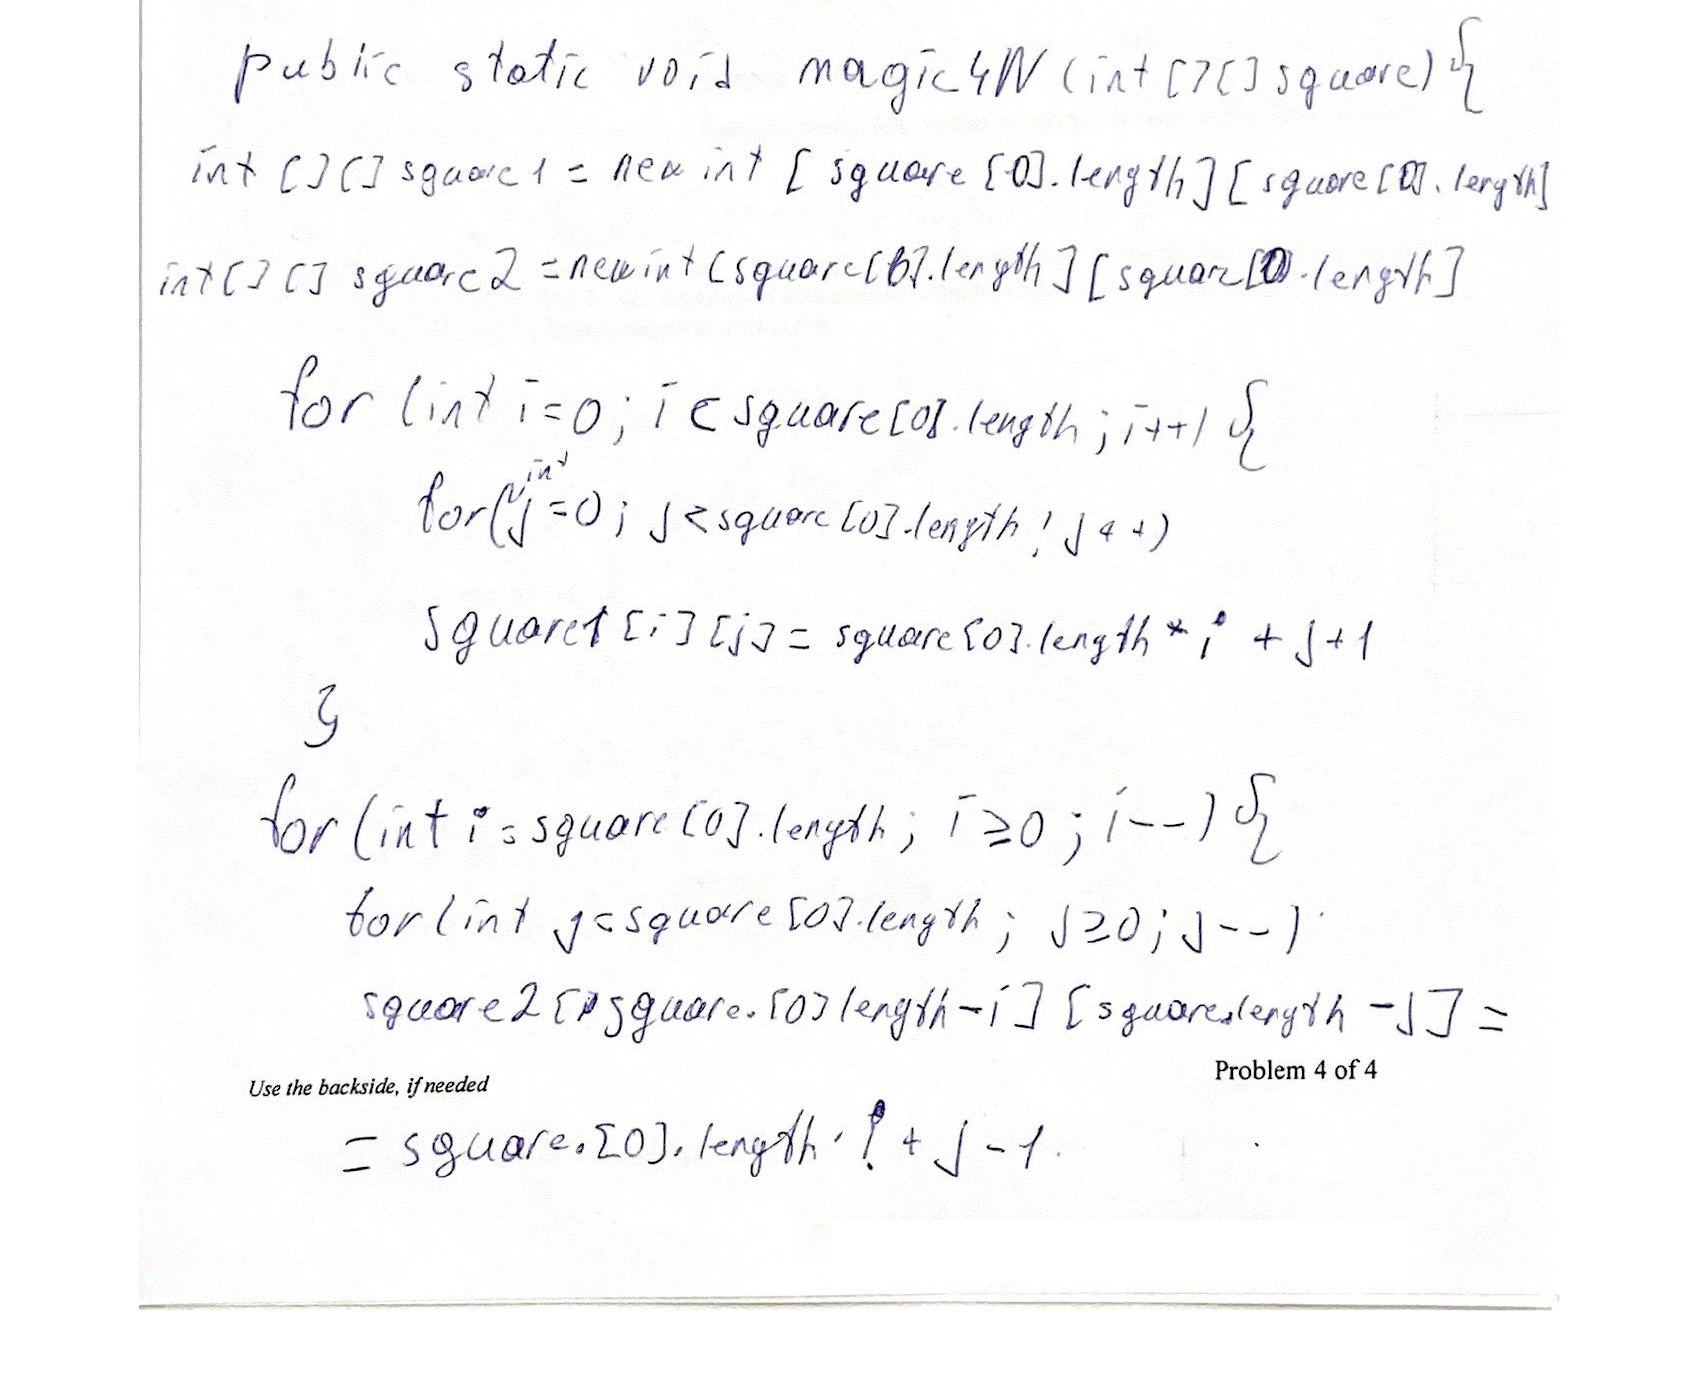 public static void magic4N (int [][] square) {
int [][] square1 = new int [ square [0].length] [ square [0]. length]
int [][] square2 = new int [square[0].length] [square[0].length]
for (int i=0; i < square[0].length; i++) {
for(int j=0; j < square [0].length; j++)
square1 [i] [j] = square [0].length * i + j+1
}
for (int i = square [0].length; i ≥ 0; i--) {
for (int j = square [0].length; j ≥ 0; j--)
square2 [square. [0] length - i] [square.length - j] =
Problem 4 of 4
Use the backside, if needed
= square. [0]. length · i + j - 1.